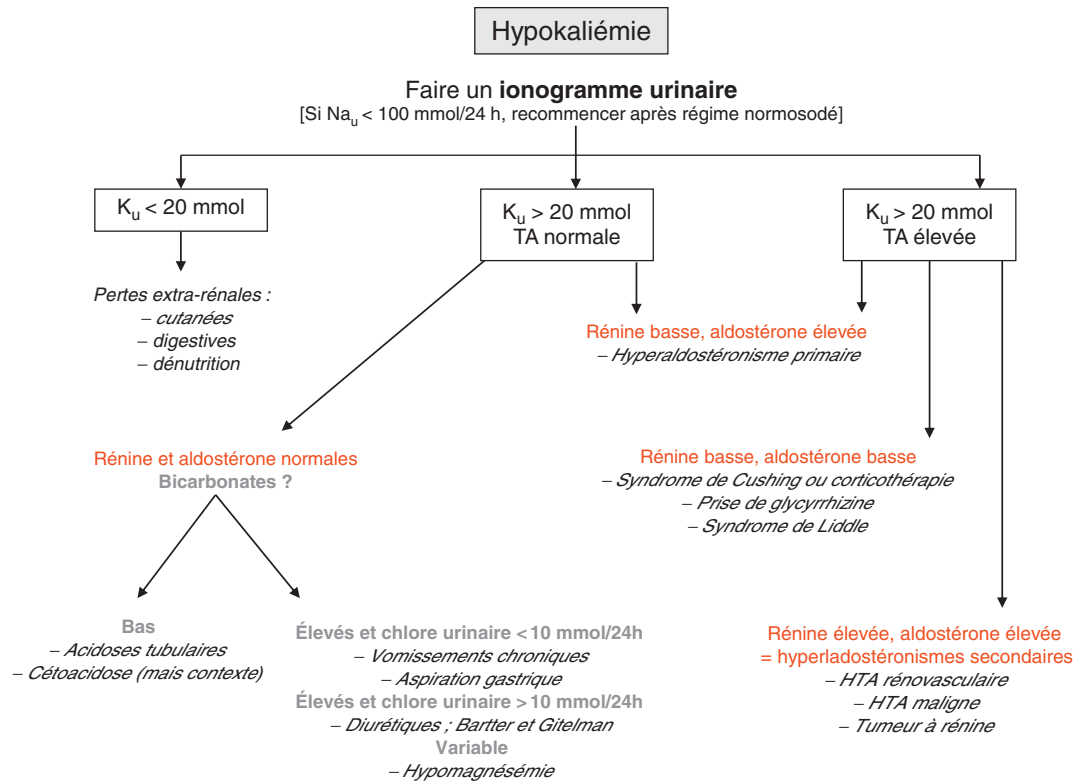 Hypokaliémie
Faire un ionogramme urinaire
[Si Nau < 100 mmol/24 h, recommencer après régime normosodé]
Ku < 20 mmol
Ku > 20 mmol
TA normale
Ku > 20 mmol
TA élevée
Pertes extra-rénales :
– cutanées
– digestives
– dénutrition
Rénine basse, aldostérone élevée
– Hyperaldostéronisme primaire
Rénine et aldostérone normales
Bicarbonates ?
Rénine basse, aldostérone basse
– Syndrome de Cushing ou corticothérapie
– Prise de glycyrrhizine
– Syndrome de Liddle
Bas
– Acidoses tubulaires
– Cétoacidose (mais contexte)
Élevés et chlore urinaire < 10 mmol/24h
– Vomissements chroniques
– Aspiration gastrique
Élevés et chlore urinaire > 10 mmol/24h
– Diurétiques ; Bartter et Gitelman
Variable
– Hypomagnésémie
Rénine élevée, aldostérone élevée
= hyperladostéronismes secondaires
– HTA rénovasculaire
– HTA maligne
– Tumeur à rénine